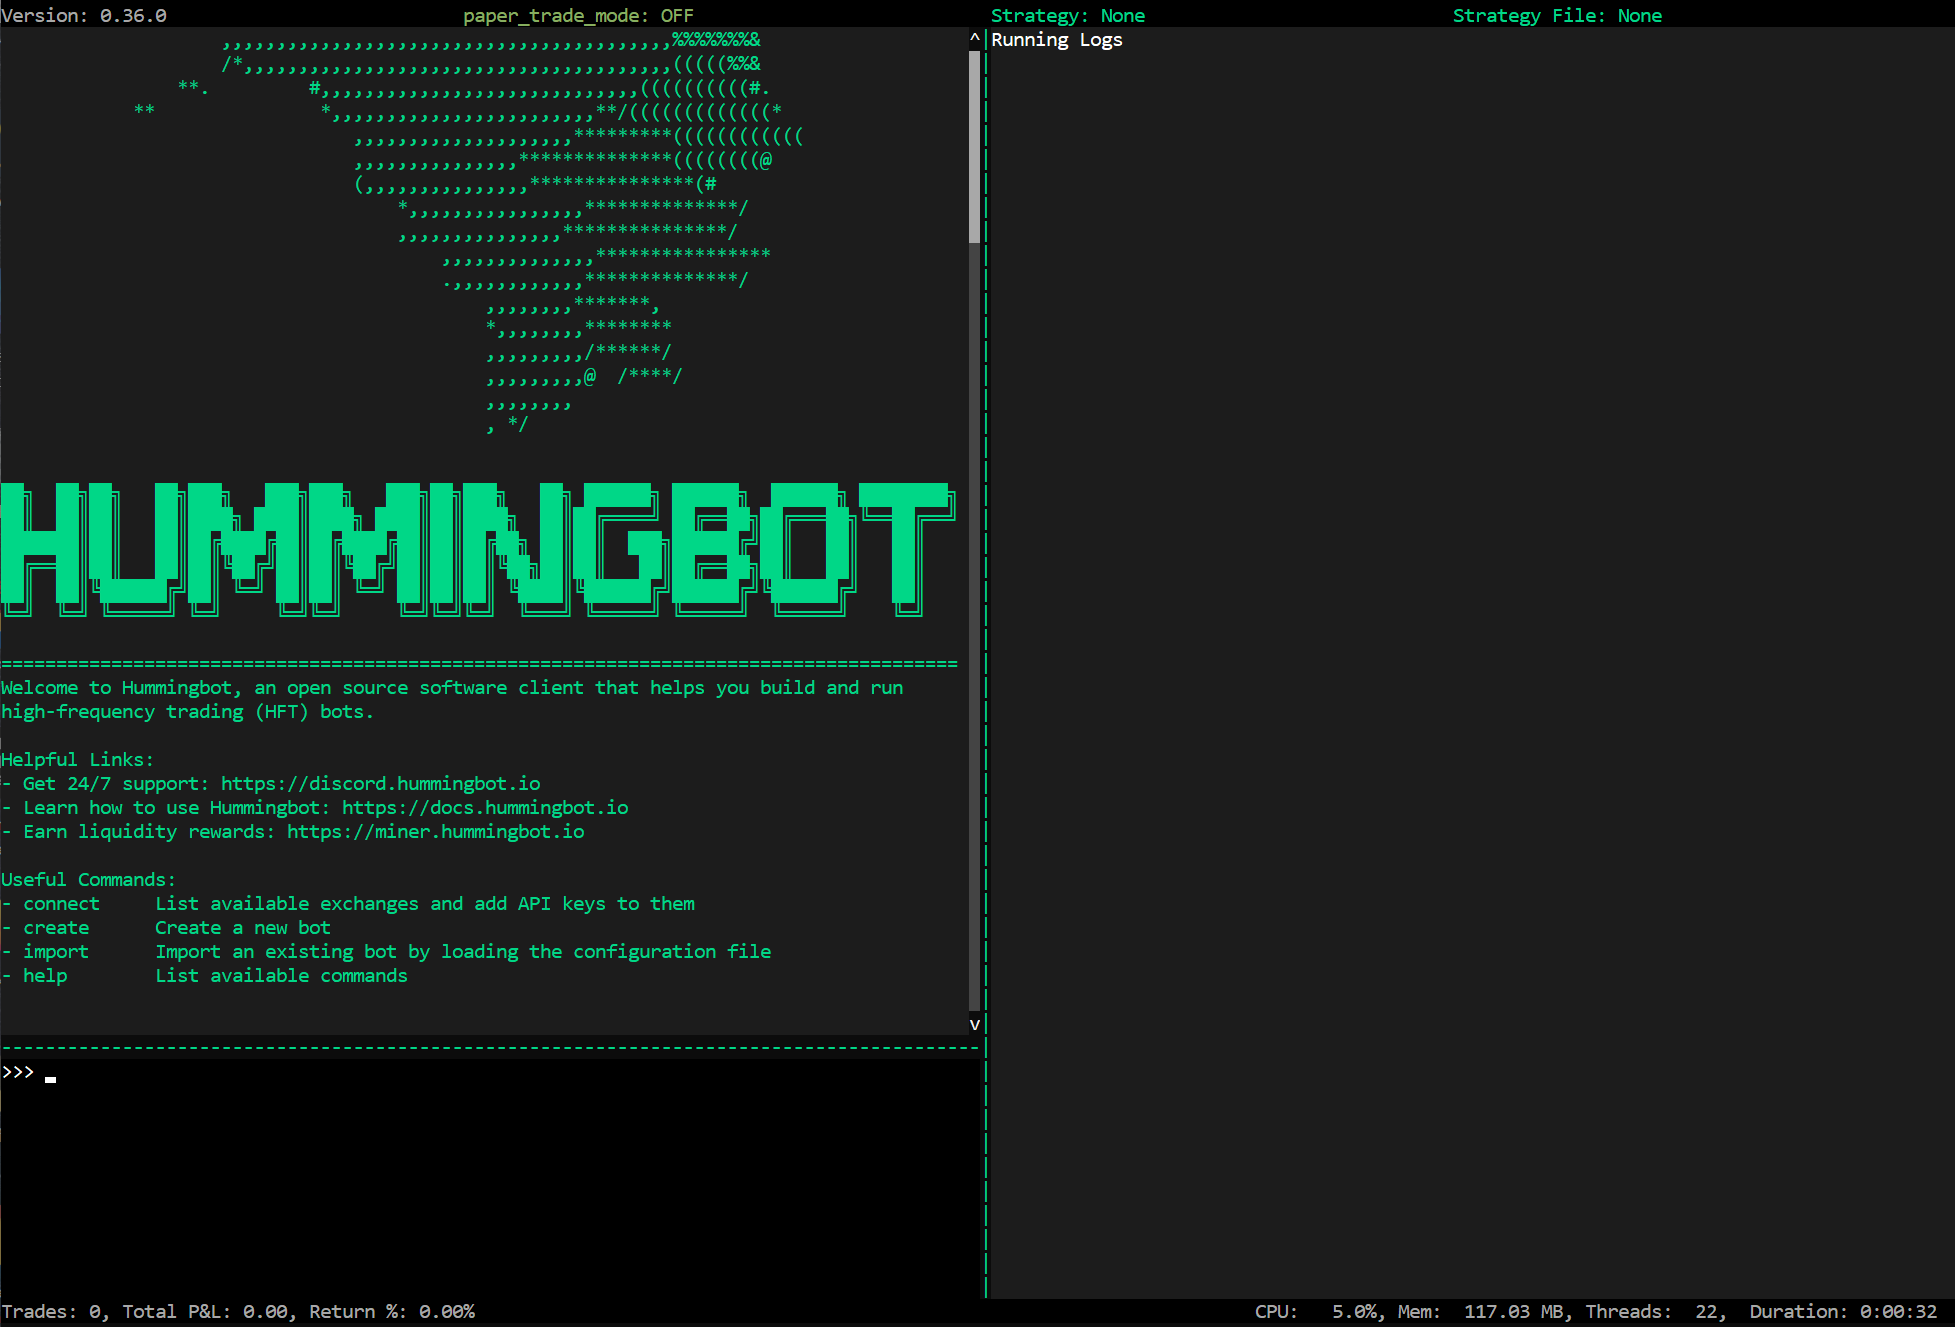 Version: 0.36.0 paper_trade_mode: OFF Strategy: None Strategy File: None
Running Logs
HUMMINGBOT
Welcome to Hummingbot, an open source software client that helps you build and run
high-frequency trading (HFT) bots.
Helpful Links:
- Get 24/7 support: https://discord.hummingbot.io
- Learn how to use Hummingbot: https://docs.hummingbot.io
- Earn liquidity rewards: https://miner.hummingbot.io
Useful Commands:
- connect List available exchanges and add API keys to them
- create Create a new bot
- import Import an existing bot by loading the configuration file
- help List available commands
>>>
Trades: 0, Total P&L: 0.00, Return %: 0.00% CPU: 5.0%, Mem: 117.03 MB, Threads: 22, Duration: 0:00:32